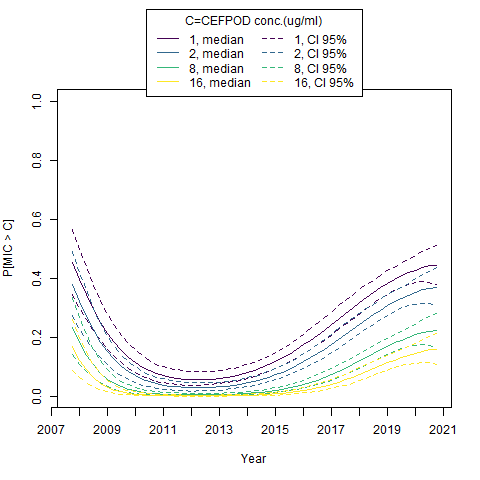 C=CEFPOD conc.(ug/ml)
1, median 1, CI 95%
2, median 2, CI 95%
8, median 8, CI 95%
16, median 16, CI 95%
1.0
0.8
0.6
0.4
0.2
0.0
P[MIC > C]
2007 2009 2011 2013 2015 2017 2019 2021
Year